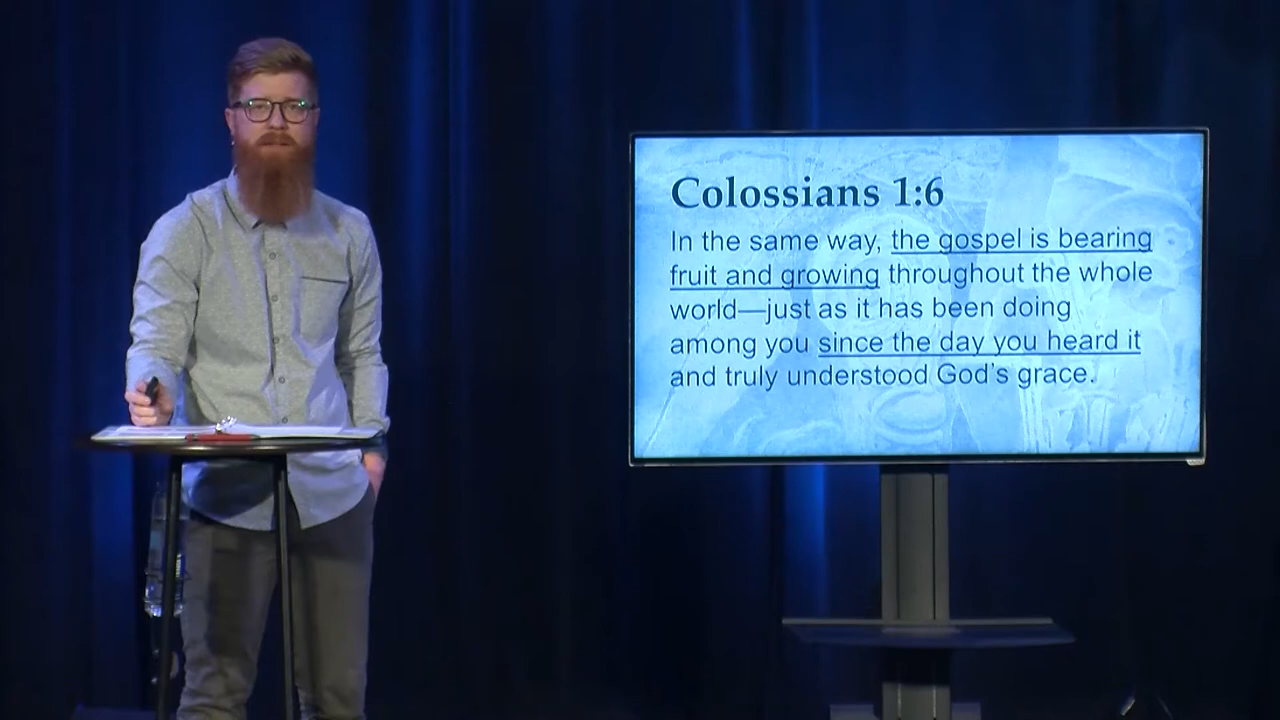 Colossians 1:6
In the same way, the gospel is bearing
fruit and growing throughout the whole
world—just as it has been doing
among you since the day you heard it
and truly understood God's grace.